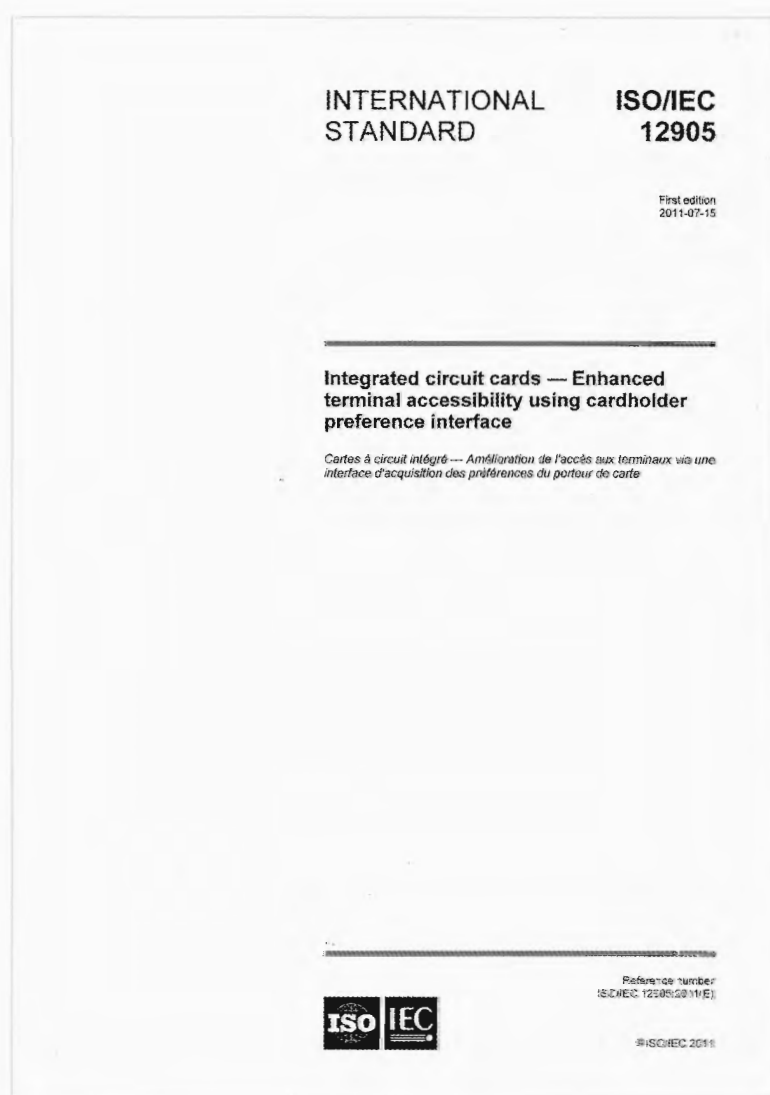 INTERNATIONAL STANDARD
ISO/IEC 12905
First edition
2011-07-15
Integrated circuit cards — Enhanced
terminal accessibility using cardholder
preference interface
Cartes à circuit intégré — Amélioration de l'accès aux terminaux via une
interface d'acquisition des préférences du porteur de carte
Reference number
ISO/IEC 12905:2011(E)
ISO IEC
©ISO/IEC 2011